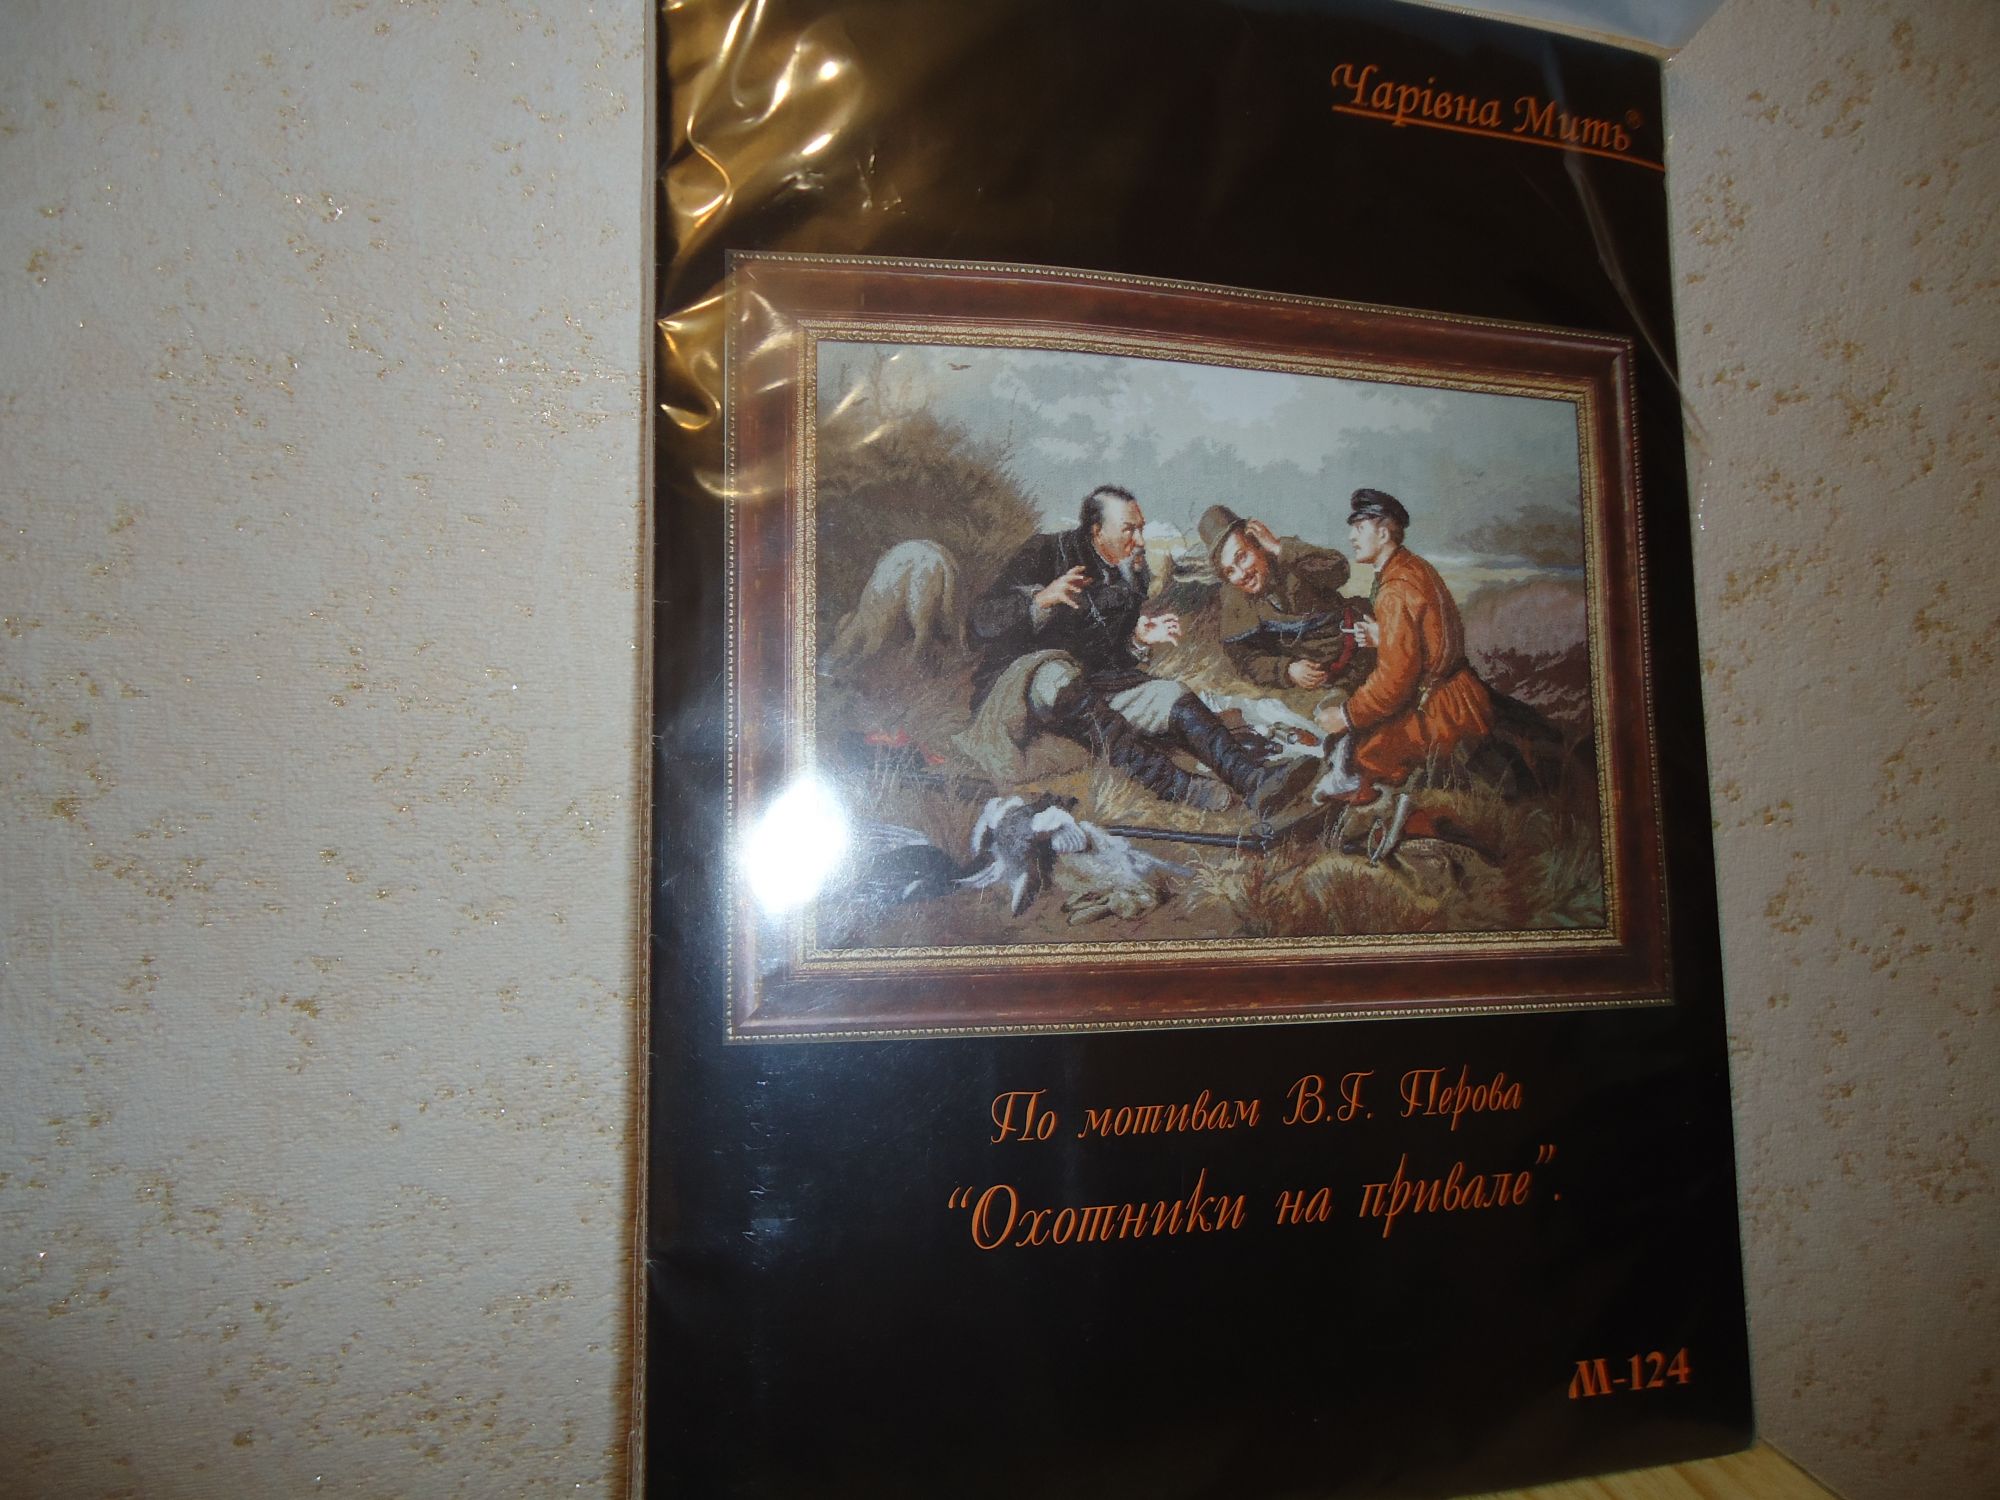 Чарівна Мить®
По мотивам В.Г. Перова
“Охотники на привале”.
М-124